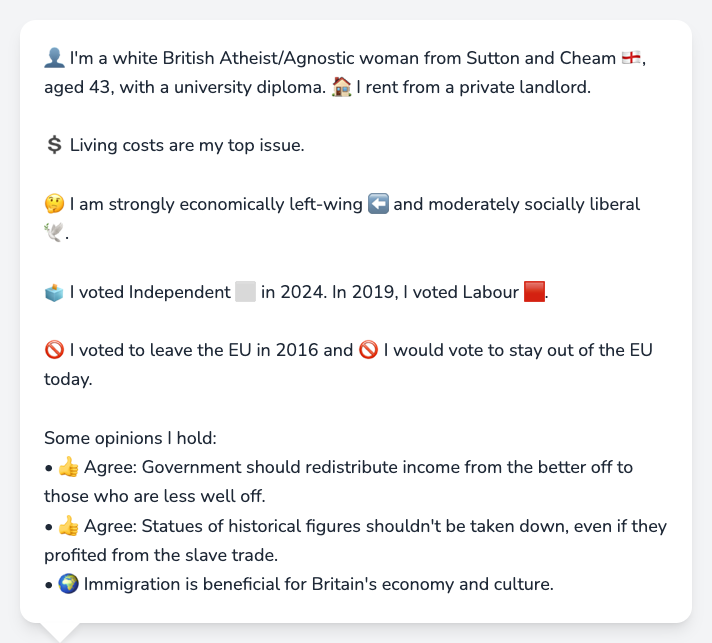 👤 I'm a white British Atheist/Agnostic woman from Sutton and Cheam 🏴󠁧󠁢󠁥󠁮󠁧󠁿,
aged 43, with a university diploma. 🏠 I rent from a private landlord.
💲 Living costs are my top issue.
🤔 I am strongly economically left-wing ⬅️ and moderately socially liberal
🕊️.
🗳️ I voted Independent ⬜ in 2024. In 2019, I voted Labour 🟥.
🚫 I voted to leave the EU in 2016 and 🚫 I would vote to stay out of the EU
today.
Some opinions I hold:
• 👍 Agree: Government should redistribute income from the better off to
those who are less well off.
• 👍 Agree: Statues of historical figures shouldn't be taken down, even if they
profited from the slave trade.
• 🌍 Immigration is beneficial for Britain's economy and culture.